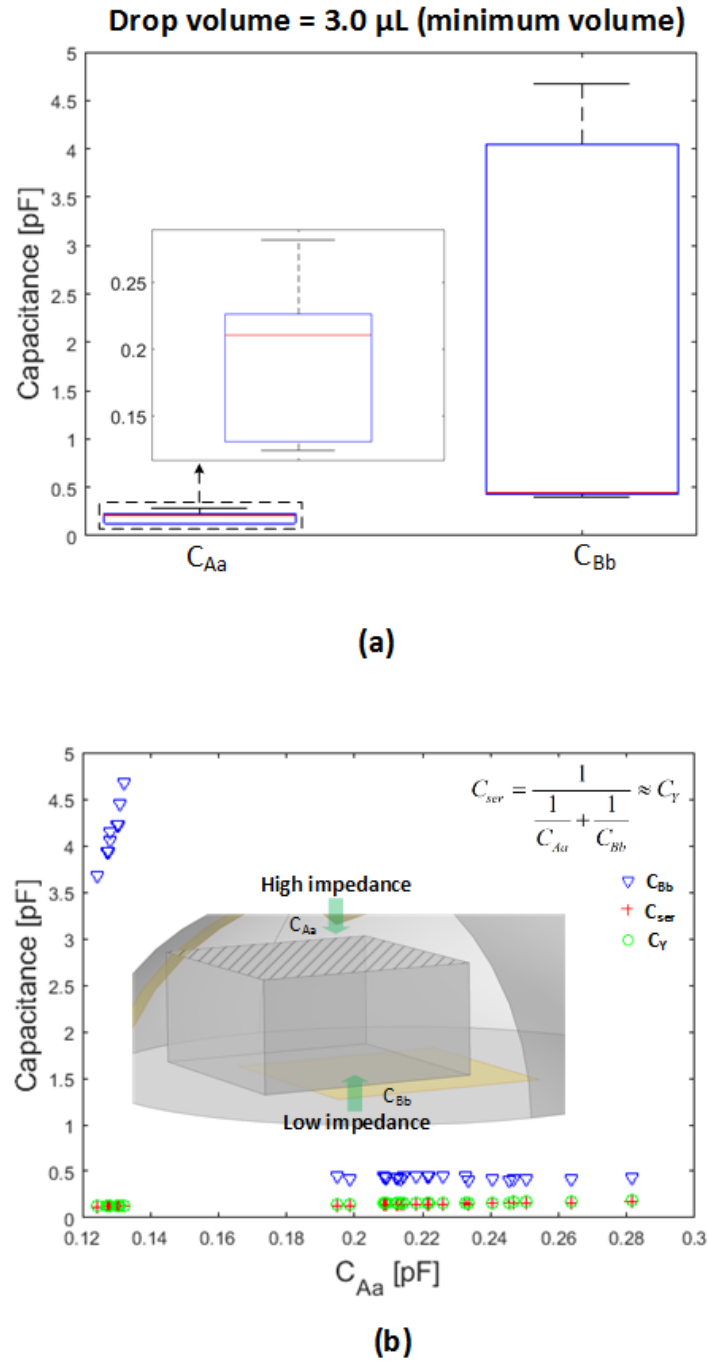 Drop volume = 3.0 µL (minimum volume)
5
4.5
4
3.5
3
2.5
2
1.5
1
0.5
0
Capacitance [pF]
0.25
0.2
0.15
C_Aa
C_Bb
(a)
5
4.5
4
3.5
3
2.5
2
1.5
1
0.5
0
Capacitance [pF]
C_ser = 1 / (1/C_Aa + 1/C_Bb) ≈ C_Y
C_Bb
C_ser
C_Y
High impedance
C_Aa
C_Bb
Low impedance
0.12 0.14 0.16 0.18 0.2 0.22 0.24 0.26 0.28 0.3
C_Aa [pF]
(b)